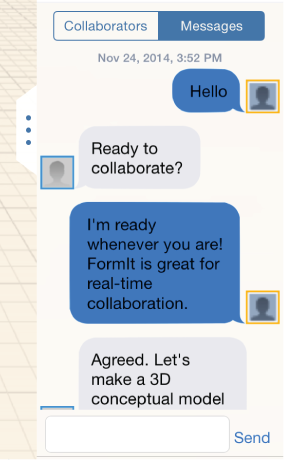 Collaborators Messages
Nov 24, 2014, 3:52 PM
Hello
Ready to
collaborate?
I'm ready
whenever you are!
FormIt is great for
real-time
collaboration.
Agreed. Let's
make a 3D
conceptual model
Send